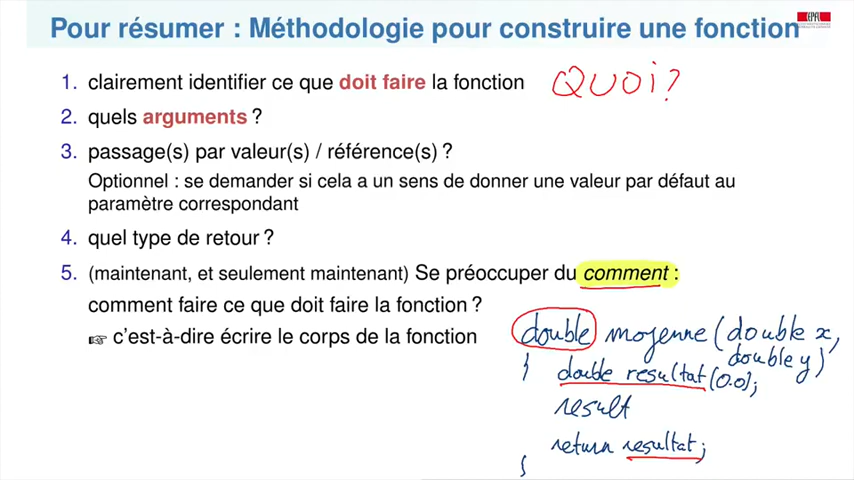 Pour résumer : Méthodologie pour construire une fonction
EPFL
1. clairement identifier ce que doit faire la fonction
QUOI?
2. quels arguments ?
3. passage(s) par valeur(s) / référence(s) ?
Optionnel : se demander si cela a un sens de donner une valeur par défaut au
paramètre correspondant
4. quel type de retour ?
5. (maintenant, et seulement maintenant) Se préoccuper du comment :
comment faire ce que doit faire la fonction ?
☞ c'est-à-dire écrire le corps de la fonction
double moyenne (double x,
double y)
{ double resultat (0.0);
result
return resultat;
}